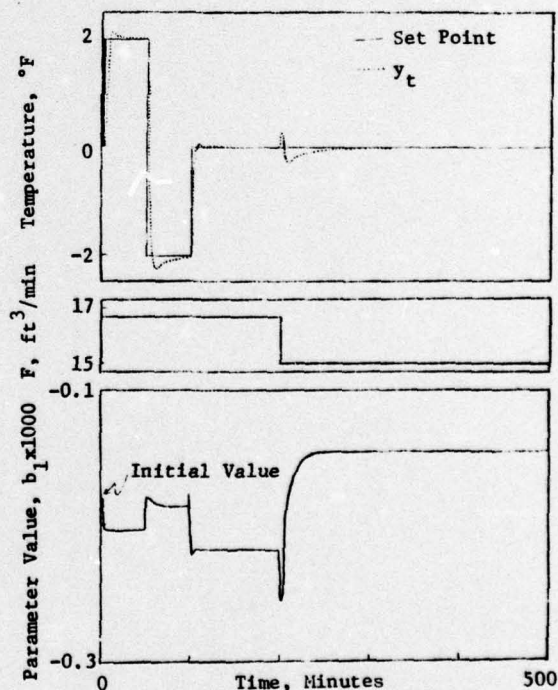 2
0
-2
Set Point
y_t
Temperature, °F
17
15
F, ft³/min
-0.1
-0.3
Initial Value
Parameter Value, b₁x1000
0
Time, Minutes
500